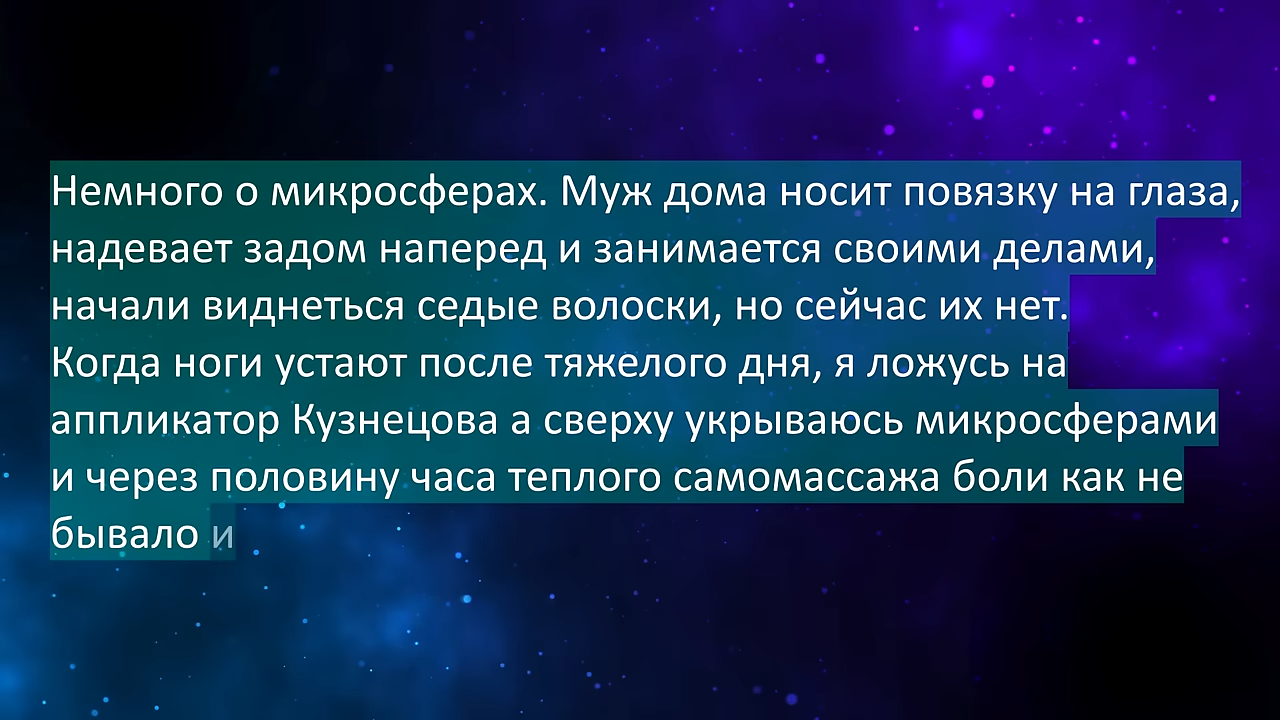 Немного о микросферах. Муж дома носит повязку на глаза,
надевает задом наперед и занимается своими делами,
начали виднеться седые волоски, но сейчас их нет.
Когда ноги устают после тяжелого дня, я ложусь на
аппликатор Кузнецова а сверху укрываюсь микросферами
и через половину часа теплого самомассажа боли как не
бывало и